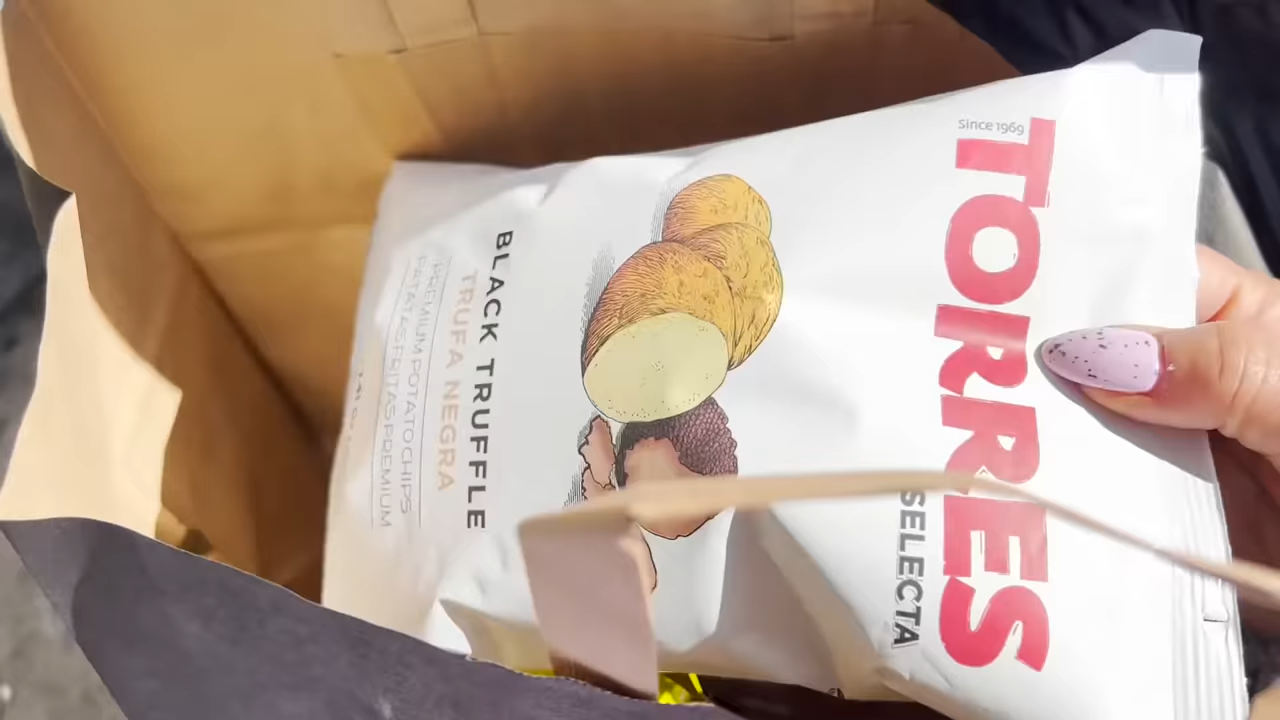 since 1969
TORRES
SELECTA
BLACK TRUFFLE
TRUFA NEGRA
PREMIUM POTATO CHIPS
PATATAS FRITAS PREMIUM